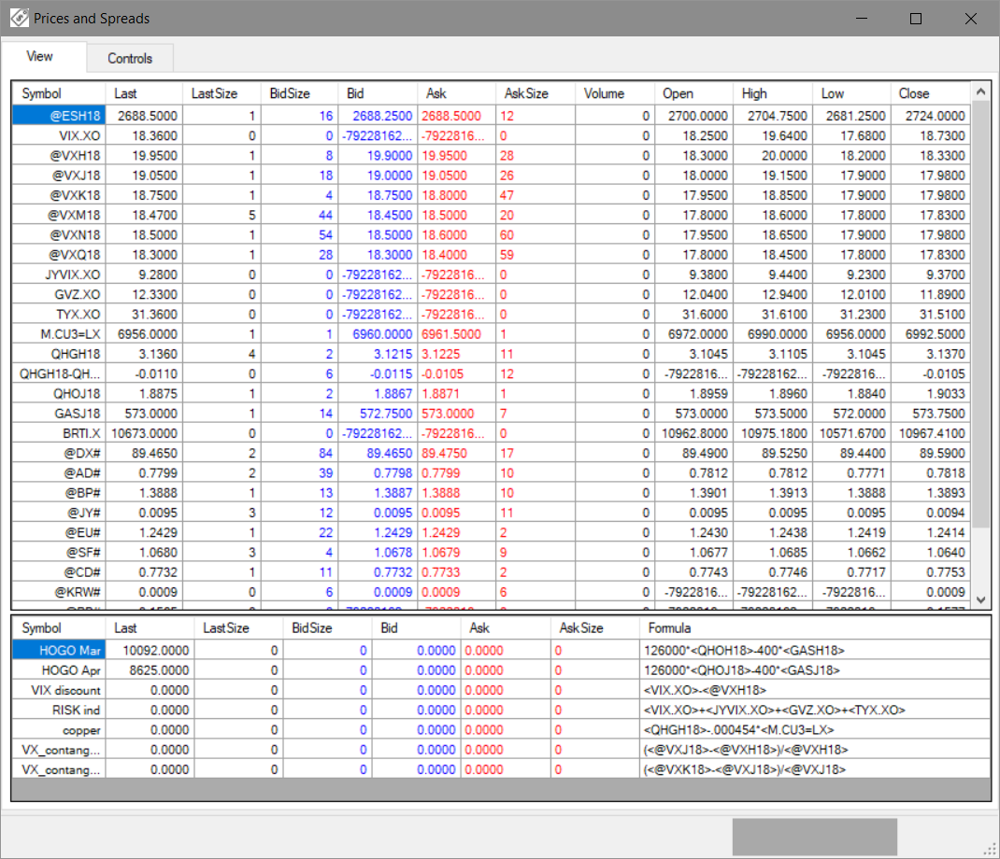 Prices and Spreads
View Controls
Symbol Last LastSize BidSize Bid Ask AskSize Volume Open High Low Close
@ESH18 2688.5000 1 16 2688.2500 2688.5000 12 0 2700.0000 2704.7500 2681.2500 2724.0000
VIX.XO 18.3600 0 0 -79228162... -7922816... 0 0 18.2500 19.6400 17.6800 18.7300
@VXH18 19.9500 1 8 19.9000 19.9500 28 0 18.3000 20.0000 18.2000 18.3300
@VXJ18 19.0500 1 18 19.0000 19.0500 26 0 18.0000 19.1500 17.9000 17.9800
@VXK18 18.7500 1 4 18.7500 18.8000 47 0 17.9500 18.8500 17.9000 17.9800
@VXM18 18.4700 5 44 18.4500 18.5000 20 0 17.8000 18.6000 17.8000 17.8300
@VXN18 18.5000 1 54 18.5000 18.6000 60 0 17.9500 18.6500 17.9000 17.9800
@VXQ18 18.3000 1 28 18.3000 18.4000 59 0 17.8000 18.4500 17.8000 17.8300
JYVIX.XO 9.2800 0 0 -79228162... -7922816... 0 0 9.3800 9.4400 9.2300 9.3700
GVZ.XO 12.3300 0 0 -79228162... -7922816... 0 0 12.0400 12.9400 12.0100 11.8900
TYX.XO 31.3600 0 0 -79228162... -7922816... 0 0 31.6000 31.6100 31.2300 31.5100
M.CU3=LX 6956.0000 1 1 6960.0000 6961.5000 1 0 6972.0000 6990.0000 6956.0000 6992.5000
QHGH18 3.1360 4 2 3.1215 3.1225 11 0 3.1045 3.1105 3.1045 3.1370
QHGH18-QH... -0.0110 0 6 -0.0115 -0.0105 12 0 -7922816... -79228162... -7922816... -0.0105
QHOJ18 1.8875 1 2 1.8867 1.8871 1 0 1.8959 1.8960 1.8840 1.9033
GASJ18 573.0000 1 14 572.7500 573.0000 7 0 573.0000 573.5000 572.0000 573.7500
BRTI.X 10673.0000 0 0 -79228162... -7922816... 0 0 10962.8000 10975.1800 10571.6700 10967.4100
@DX# 89.4650 2 84 89.4650 89.4750 17 0 89.4900 89.5250 89.4400 89.5900
@AD# 0.7799 2 39 0.7798 0.7799 10 0 0.7812 0.7812 0.7771 0.7818
@BP# 1.3888 1 13 1.3887 1.3888 10 0 1.3901 1.3913 1.3888 1.3893
@JY# 0.0095 3 12 0.0095 0.0095 11 0 0.0095 0.0095 0.0095 0.0094
@EU# 1.2429 1 22 1.2429 1.2429 2 0 1.2430 1.2438 1.2419 1.2414
@SF# 1.0680 3 4 1.0678 1.0679 9 0 1.0677 1.0685 1.0662 1.0640
@CD# 0.7732 1 11 0.7732 0.7733 2 0 0.7743 0.7746 0.7717 0.7753
@KRW# 0.0009 0 6 0.0009 0.0009 6 0 -7922816... -79228162... -7922816... 0.0009
Symbol Last LastSize BidSize Bid Ask AskSize Formula
HOGO Mar 10092.0000 0 0 0.0000 0.0000 0 126000*<QHOH18>-400*<GASH18>
HOGO Apr 8625.0000 0 0 0.0000 0.0000 0 126000*<QHOJ18>-400*<GASJ18>
VIX discount 0.0000 0 0 0.0000 0.0000 0 <VIX.XO>-<@VXH18>
RISK ind 0.0000 0 0 0.0000 0.0000 0 <VIX.XO>+<JYVIX.XO>+<GVZ.XO>+<TYX.XO>
copper 0.0000 0 0 0.0000 0.0000 0 <QHGH18>-.000454*<M.CU3=LX>
VX_contang... 0.0000 0 0 0.0000 0.0000 0 (<@VXJ18>-<@VXH18>)/<@VXH18>
VX_contang... 0.0000 0 0 0.0000 0.0000 0 (<@VXK18>-<@VXJ18>)/<@VXJ18>